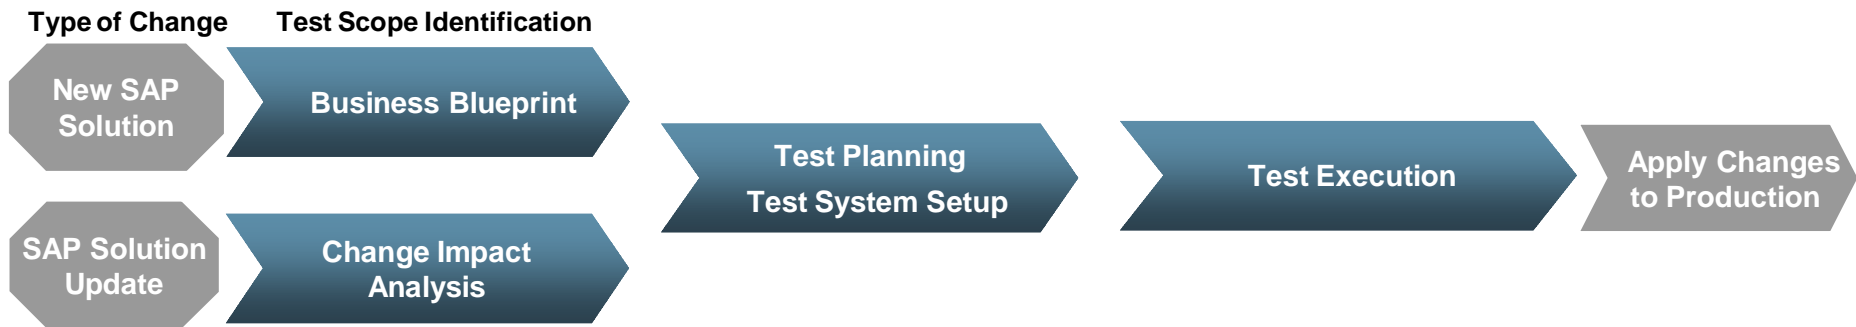 Type of Change
Test Scope Identification
New SAP
Solution
Business Blueprint
SAP Solution
Update
Change Impact
Analysis
Test Planning
Test System Setup
Test Execution
Apply Changes
to Production